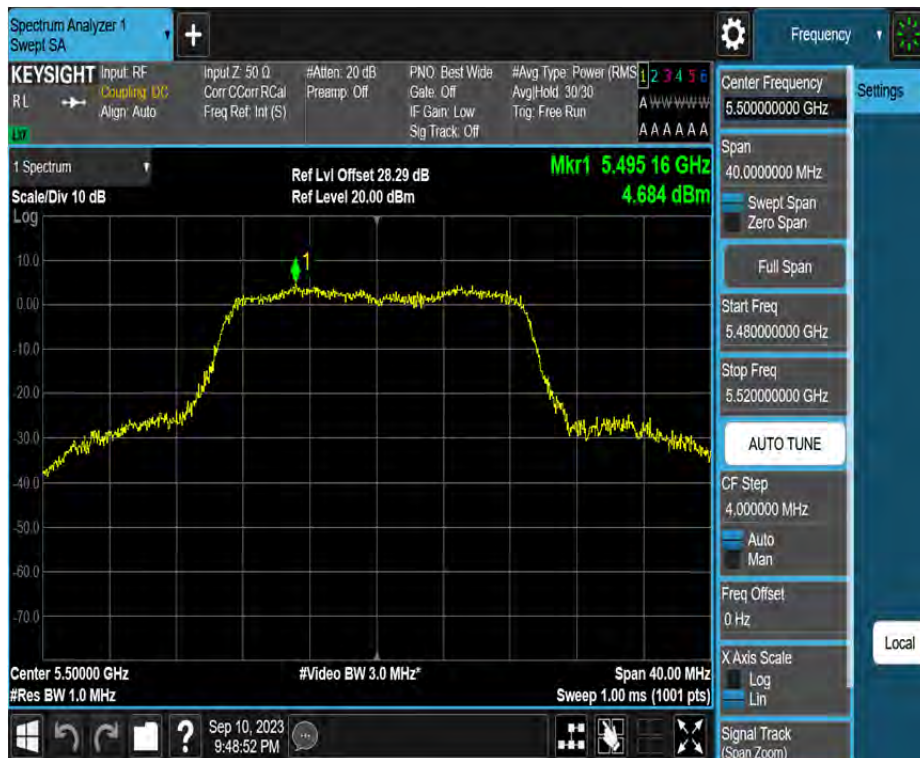 Spectrum Analyzer 1
Swept SA
+
Frequency
KEYSIGHT
RL
LXI
Input: RF
Coupling: DC
Align: Auto
Input Z: 50 Ω
Corr CCorr RCal
Freq Ref: Int (S)
#Atten: 20 dB
Preamp: Off
PNO: Best Wide
Gate: Off
IF Gain: Low
Sig Track: Off
#Avg Type: Power (RMS
Avg|Hold: 30/30
Trig: Free Run
1 2 3 4 5 6
A W W W W W
A A A A A A
1 Spectrum
Scale/Div 10 dB
Log
Ref Lvl Offset 28.29 dB
Ref Level 20.00 dBm
Mkr1 5.495 16 GHz
4.684 dBm
1
10.0
0.00
-10.0
-20.0
-30.0
-40.0
-50.0
-60.0
-70.0
Center 5.50000 GHz
#Res BW 1.0 MHz
#Video BW 3.0 MHz*
Span 40.00 MHz
Sweep 1.00 ms (1001 pts)
?
Sep 10, 2023
9:48:52 PM
Center Frequency
5.500000000 GHz
Span
40.0000000 MHz
Swept Span
Zero Span
Full Span
Start Freq
5.480000000 GHz
Stop Freq
5.520000000 GHz
AUTO TUNE
CF Step
4.000000 MHz
Auto
Man
Freq Offset
0 Hz
X Axis Scale
Log
Lin
Signal Track
(Span Zoom)
Settings
Local